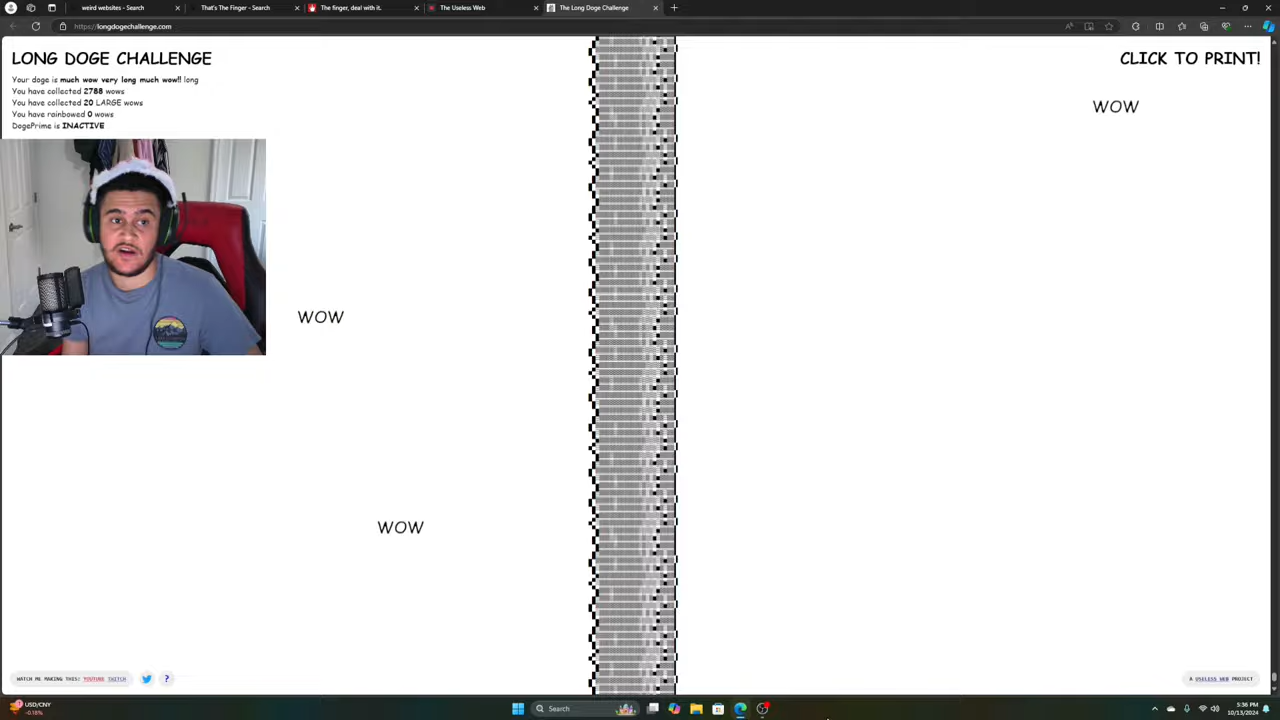 weird websites - Search
That's The Finger - Search
The finger, deal with it.
The Useless Web
The Long Doge Challenge
https://longdogechallenge.com
LONG DOGE CHALLENGE
CLICK TO PRINT!
Your doge is much wow very long much wow!! long
You have collected 2788 wows
You have collected 20 LARGE wows
You have rainbowed 0 wows
DogePrime is INACTIVE
WOW
WOW
WOW
WATCH ME MAKING THIS: YOUTUBE TWITCH
?
A USELESS WEB PROJECT
USD/CNY
-0.18%
Search
5:36 PM
10/13/2024